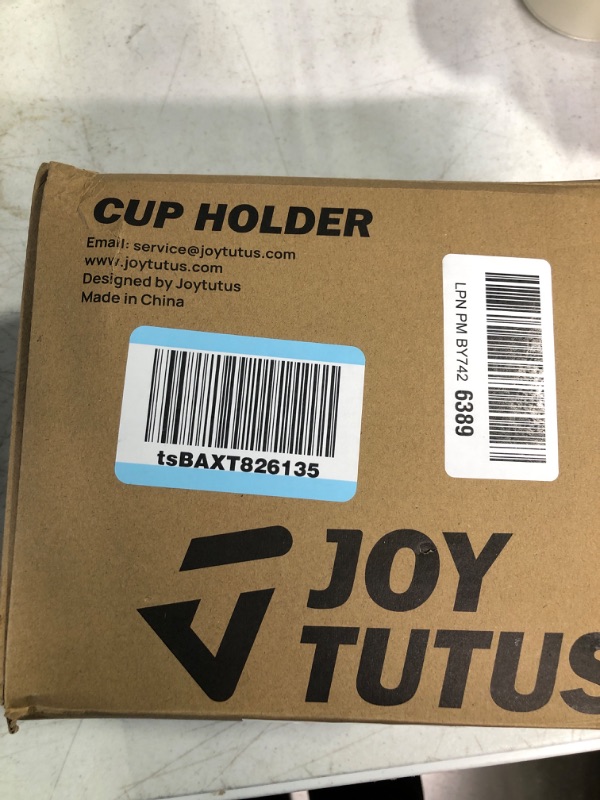 CUP HOLDER
Email: service@joytutus.com
www.joytutus.com
Designed by Joytutus
Made in China
tsBAXT826135
LPN PM BY742 6389
JOY
TUTUS